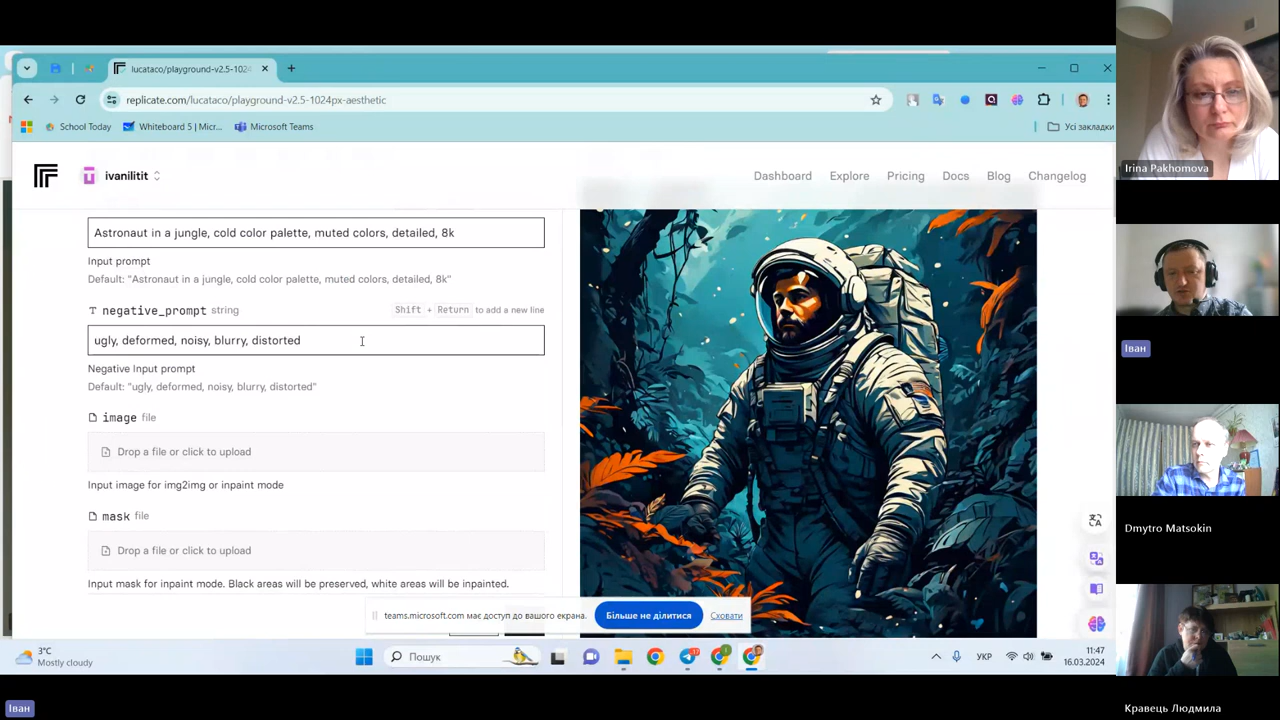 lucataco/playground-v2.5-1024
replicate.com/lucataco/playground-v2.5-1024px-aesthetic
School Today
Whiteboard 5 | Micr...
Microsoft Teams
Усі закладки
ivanilitit
Dashboard
Explore
Pricing
Docs
Blog
Changelog
Astronaut in a jungle, cold color palette, muted colors, detailed, 8k
Input prompt
Default: "Astronaut in a jungle, cold color palette, muted colors, detailed, 8k"
T negative_prompt string
Shift + Return to add a new line
ugly, deformed, noisy, blurry, distorted
Negative Input prompt
Default: "ugly, deformed, noisy, blurry, distorted"
image file
Drop a file or click to upload
Input image for img2img or inpaint mode
mask file
Drop a file or click to upload
Input mask for inpaint mode. Black areas will be preserved, white areas will be inpainted.
teams.microsoft.com має доступ до вашого екрана.
Більше не ділитися
Сховати
3°C
Mostly cloudy
Пошук
УКР
11:47
16.03.2024
Irina Pakhomova
Іван
Dmytro Matsokin
Кравець Людмила
Іван